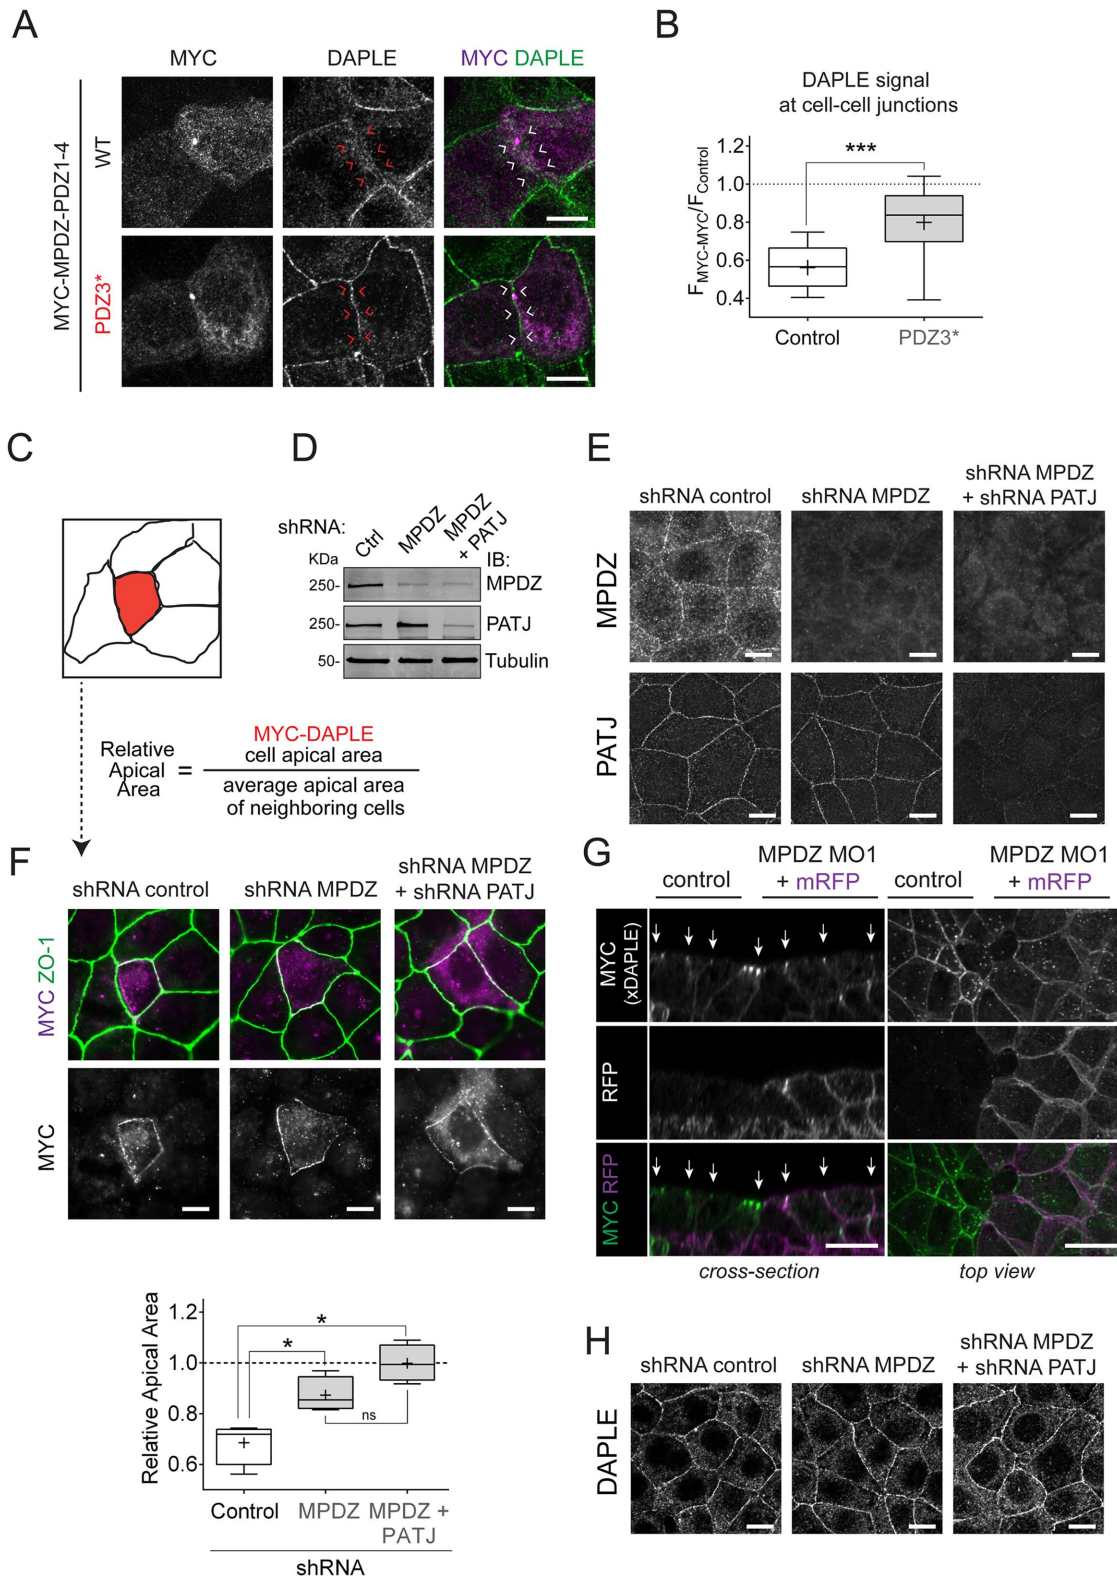 A
MYC
DAPLE
MYC DAPLE
MYC-MPDZ-PDZ1-4
WT
PDZ3*
B
DAPLE signal
at cell-cell junctions
FMYC-MYC/FControl
1.2
1.0
0.8
0.6
0.4
***
Control
PDZ3*
C
Relative
Apical
Area
=
MYC-DAPLE
cell apical area
average apical area
of neighboring cells
D
shRNA:
Ctrl
MPDZ
MPDZ
+ PATJ
KDa
IB:
250-
MPDZ
250-
PATJ
50-
Tubulin
E
shRNA control
shRNA MPDZ
shRNA MPDZ
+ shRNA PATJ
MPDZ
PATJ
F
shRNA control
shRNA MPDZ
shRNA MPDZ
+ shRNA PATJ
MYC ZO-1
MYC
Relative Apical Area
1.2
1.0
0.8
0.6
*
*
ns
Control
MPDZ
MPDZ +
PATJ
shRNA
G
control
MPDZ MO1
+ mRFP
control
MPDZ MO1
+ mRFP
MYC
(xDAPLE)
RFP
MYC RFP
cross-section
top view
H
shRNA control
shRNA MPDZ
shRNA MPDZ
+ shRNA PATJ
DAPLE